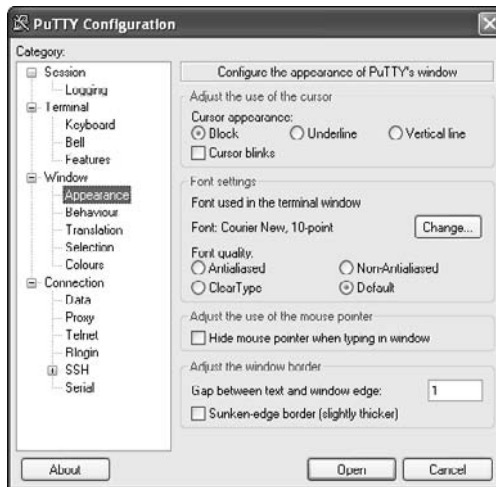 PuTTY Configuration
Category:
Session
Logging
Terminal
Keyboard
Bell
Features
Window
Appearance
Behaviour
Translation
Selection
Colours
Connection
Data
Proxy
Telnet
Rlogin
SSH
Serial
Configure the appearance of PuTTY's window
Adjust the use of the cursor
Cursor appearance:
Block Underline Vertical line
Cursor blinks
Font settings
Font used in the terminal window
Font: Courier New, 10-point Change...
Font quality:
Antialiased Non-Antialiased
ClearType Default
Adjust the use of the mouse pointer
Hide mouse pointer when typing in window
Adjust the window border
Gap between text and window edge: 1
Sunken-edge border (slightly thicker)
About Open Cancel